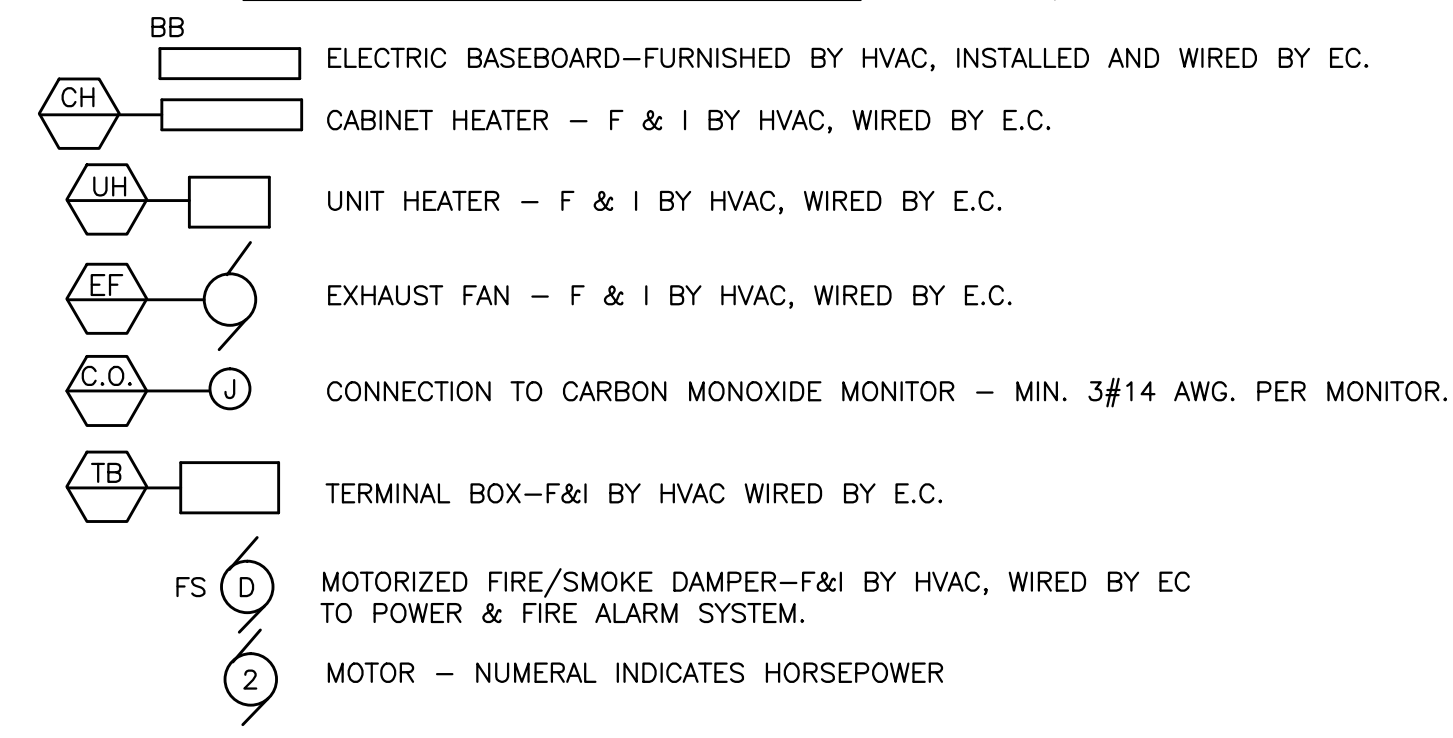 BB
ELECTRIC BASEBOARD–FURNISHED BY HVAC, INSTALLED AND WIRED BY EC.
CH
CABINET HEATER – F & I BY HVAC, WIRED BY E.C.
UH
UNIT HEATER – F & I BY HVAC, WIRED BY E.C.
EF
EXHAUST FAN – F & I BY HVAC, WIRED BY E.C.
C.O. J
CONNECTION TO CARBON MONOXIDE MONITOR – MIN. 3#14 AWG. PER MONITOR.
TB
TERMINAL BOX–F&I BY HVAC WIRED BY E.C.
FS D
MOTORIZED FIRE/SMOKE DAMPER–F&I BY HVAC, WIRED BY EC
TO POWER & FIRE ALARM SYSTEM.
2
MOTOR – NUMERAL INDICATES HORSEPOWER